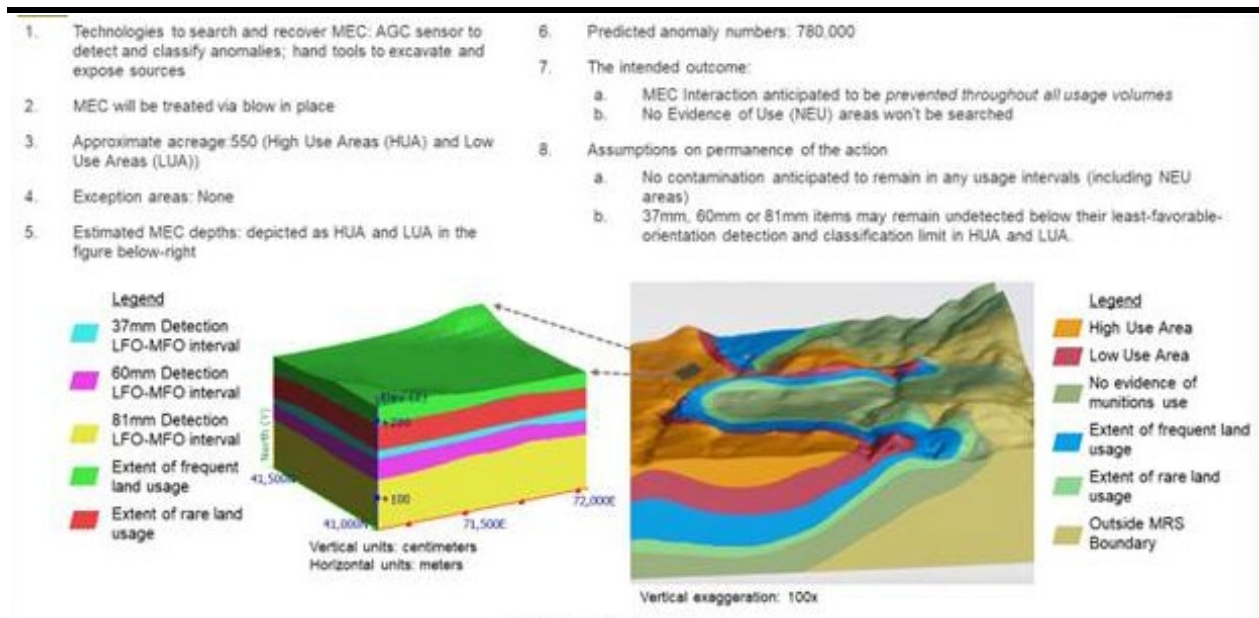 1. Technologies to search and recover MEC: AGC sensor to
detect and classify anomalies; hand tools to excavate and
expose sources
2. MEC will be treated via blow in place
3. Approximate acreage:550 (High Use Areas (HUA) and Low
Use Areas (LUA))
4. Exception areas: None
5. Estimated MEC depths: depicted as HUA and LUA in the
figure below-right
6. Predicted anomaly numbers: 780,000
7. The intended outcome:
a. MEC Interaction anticipated to be prevented throughout all usage volumes
b. No Evidence of Use (NEU) areas won't be searched
8. Assumptions on permanence of the action
a. No contamination anticipated to remain in any usage intervals (including NEU
areas)
b. 37mm, 60mm or 81mm items may remain undetected below their least-favorable-
orientation detection and classification limit in HUA and LUA.
Legend
37mm Detection
LFO-MFO interval
60mm Detection
LFO-MFO interval
81mm Detection
LFO-MFO interval
Extent of frequent
land usage
Extent of rare land
usage
North (Y)
+200
+100
41,500N
41,000N
71,500E
72,000E
Vertical units: centimeters
Horizontal units: meters
Vertical exaggeration: 100x
Legend
High Use Area
Low Use Area
No evidence of
munitions use
Extent of frequent land
usage
Extent of rare land
usage
Outside MRS
Boundary